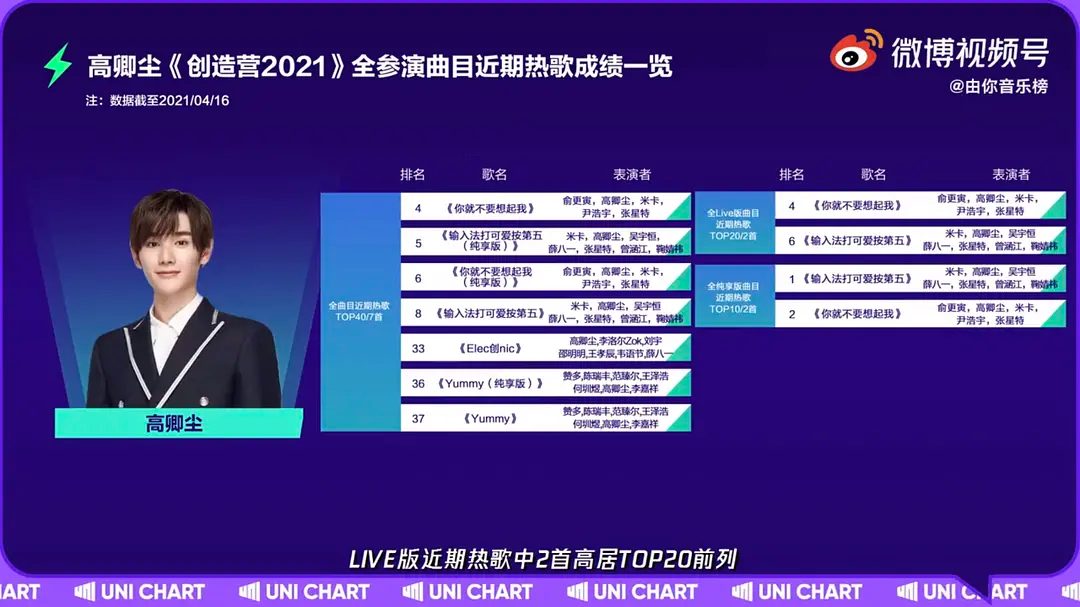 高卿尘《创造营2021》全参演曲目近期热歌成绩一览
注：数据截至2021/04/16
微博视频号
@由你音乐榜
排名 歌名 表演者
全曲目近期热歌
TOP40/7首
4 《你就不要想起我》 俞更寅，高卿尘，米卡，
尹浩宇，张星特
5 《输入法打可爱按第五
（纯享版）》 米卡，高卿尘，吴宇恒，
薛八一，张星特，曾涵江，鞠婧祎
6 《你就不要想起我
（纯享版）》 俞更寅，高卿尘，米卡，
尹浩宇，张星特
8 《输入法打可爱按第五》 米卡，高卿尘，吴宇恒
薛八一，张星特，曾涵江，鞠婧祎
33 《Elec创nic》 高卿尘,李洛尔Zok,刘宇
邵明明,王孝辰,韦语节,薛八一
36 《Yummy（纯享版）》 赞多,陈瑞丰,范臻尔,王泽浩
何圳煜,高卿尘,李嘉祥
37 《Yummy》 赞多,陈瑞丰,范臻尔,王泽浩
何圳煜,高卿尘,李嘉祥
排名 歌名 表演者
全Live版曲目
近期热歌
TOP20/2首
4 《你就不要想起我》 俞更寅，高卿尘，米卡，
尹浩宇，张星特
6 《输入法打可爱按第五》 米卡，高卿尘，吴宇恒
薛八一，张星特，曾涵江，鞠婧祎
全纯享版曲目
近期热歌
TOP10/2首
1 《输入法打可爱按第五》 米卡，高卿尘，吴宇恒
薛八一，张星特，曾涵江，鞠婧祎
2 《你就不要想起我》 俞更寅，高卿尘，米卡，
尹浩宇，张星特
高卿尘
LIVE版近期热歌中2首高居TOP20前列
HART UNI CHART UNI CHART UNI CHART UNI CHART UNI CHART UNI CHART